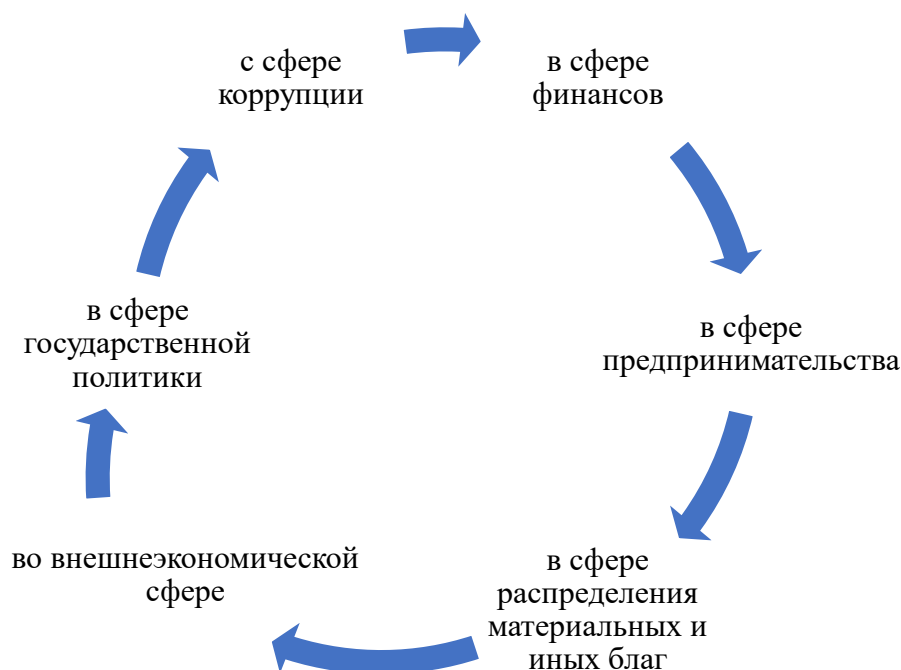 с сфере
коррупции
в сфере
финансов
в сфере
предпринимательства
в сфере
распределения
материальных и
иных благ
во внешнеэкономической
сфере
в сфере
государственной
политики